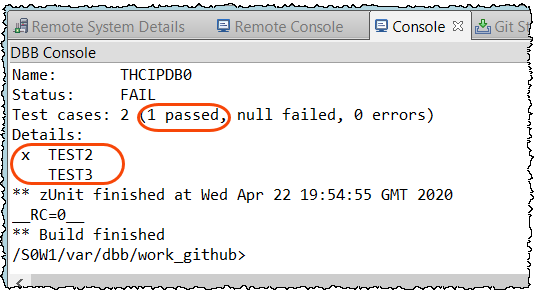 Remote System Details Remote Console Console Git St
DBB Console
Name: THCIPDB0
Status: FAIL
Test cases: 2 (1 passed, null failed, 0 errors)
Details:
x TEST2
TEST3
** zUnit finished at Wed Apr 22 19:54:55 GMT 2020
__RC=0__
** Build finished
/S0W1/var/dbb/work_github>